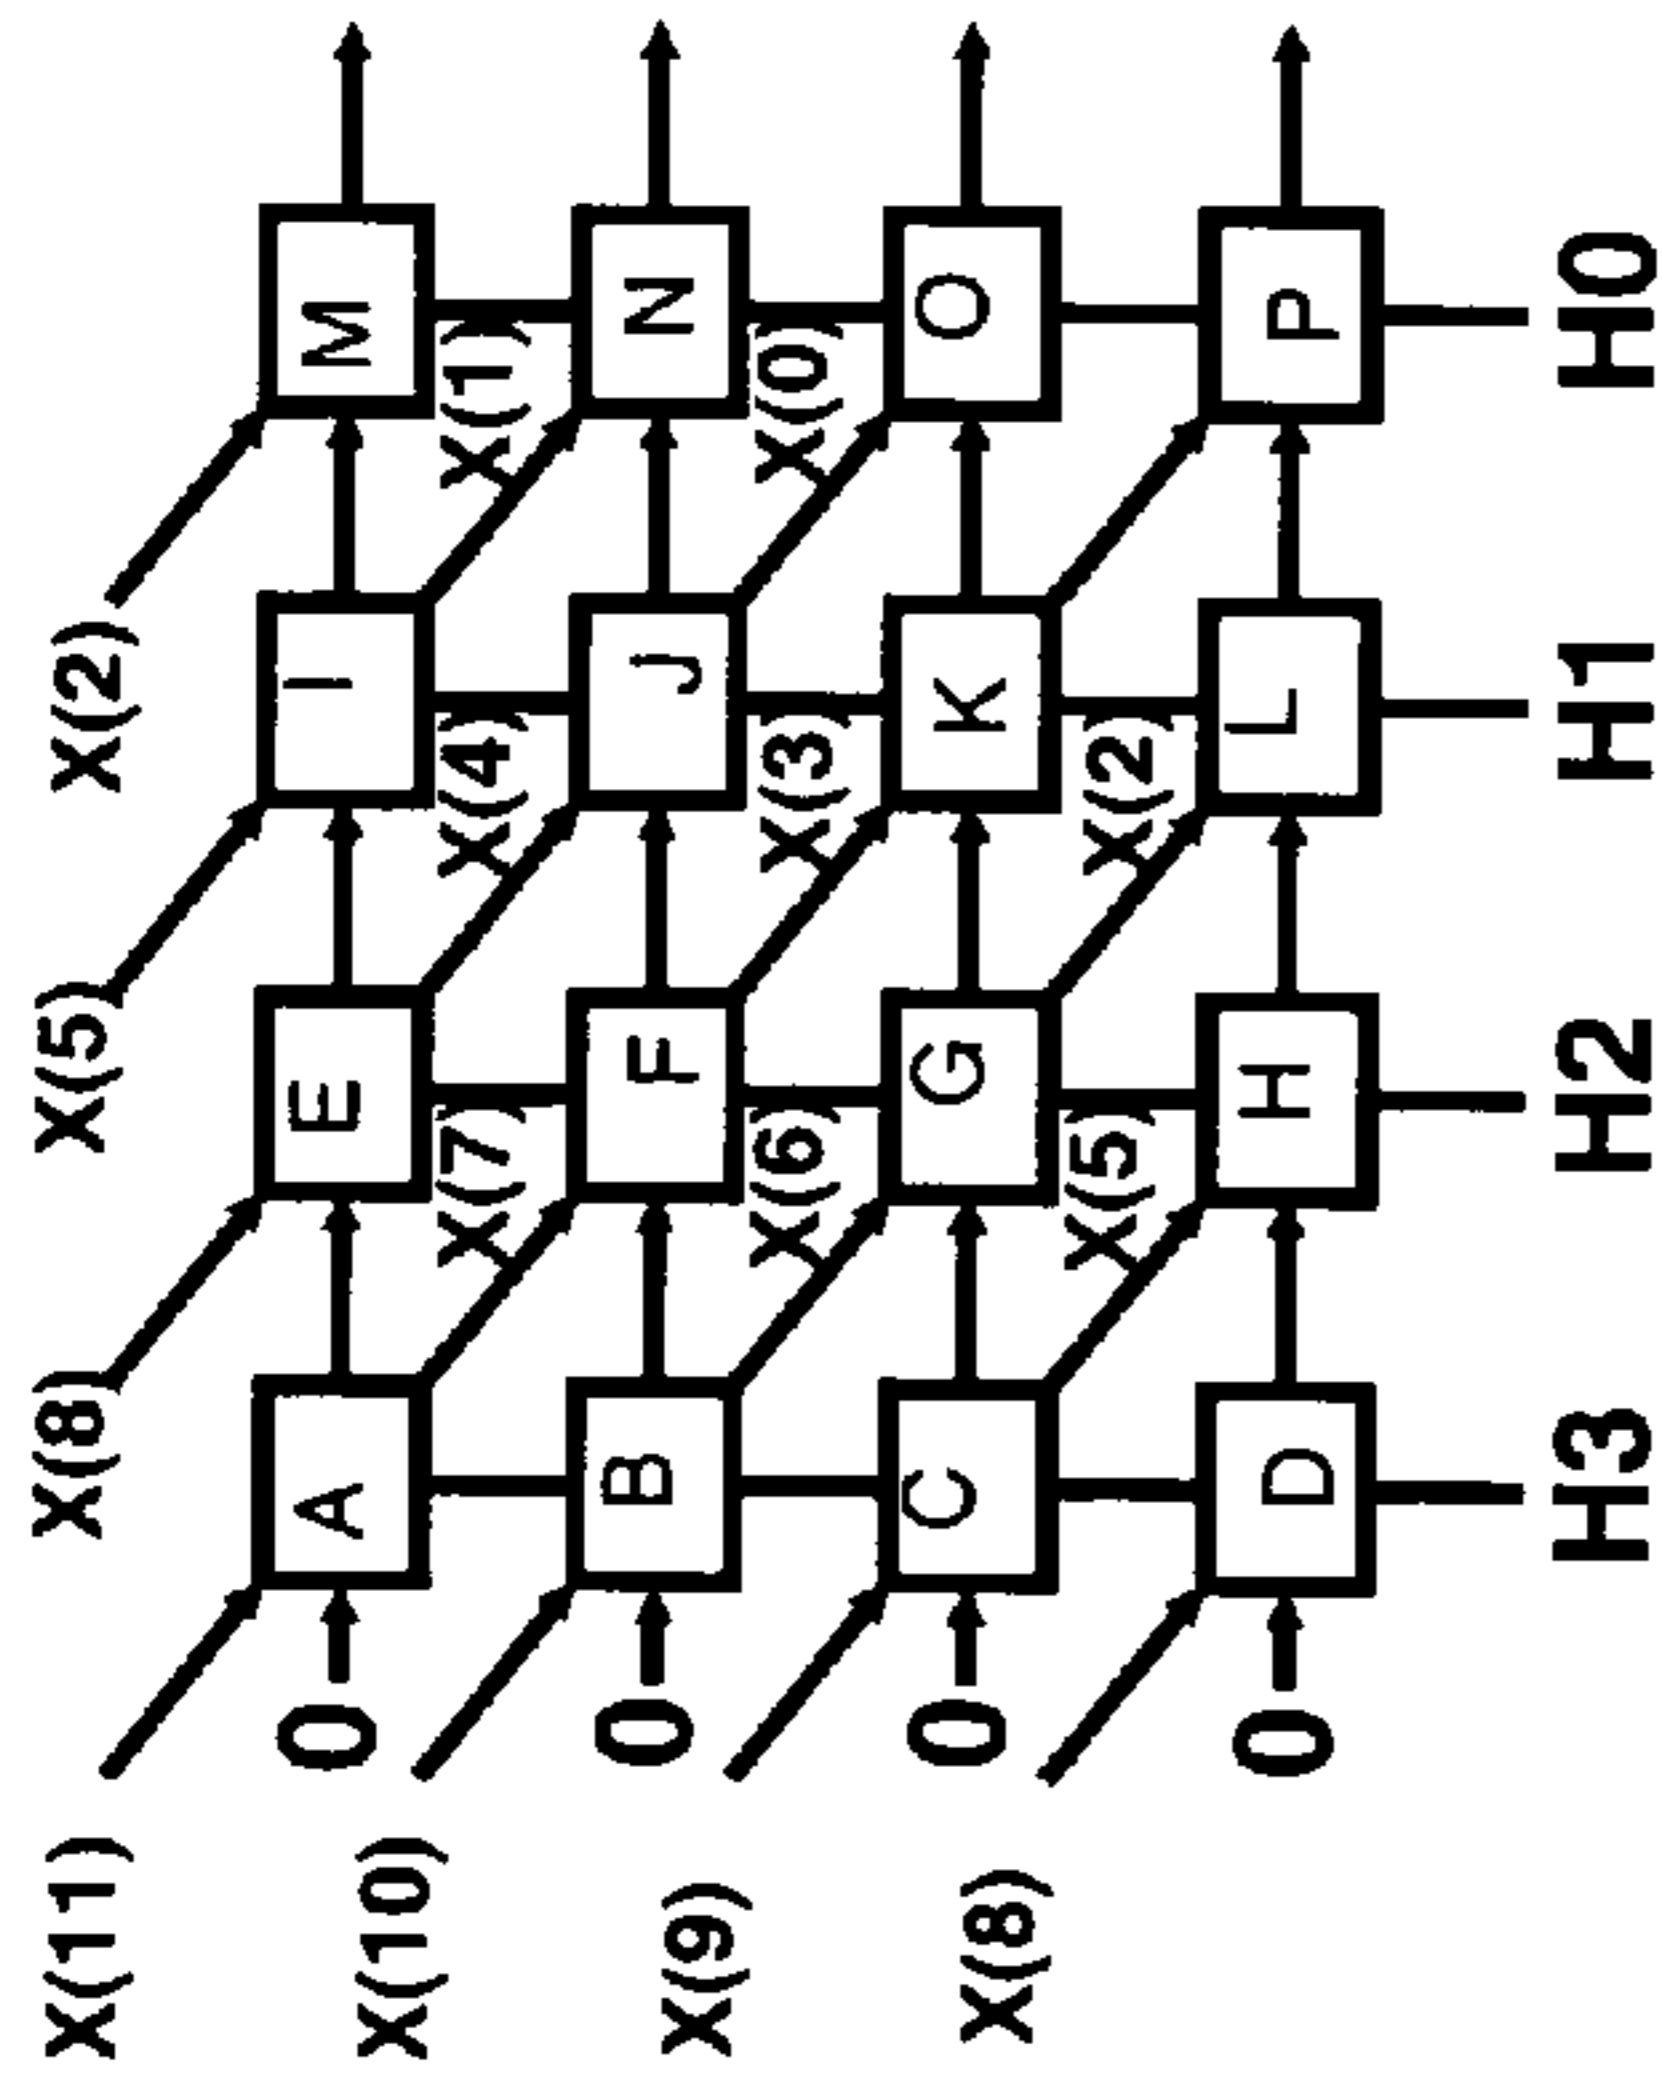 X(11) X(8) X(5) X(2)
0 A E I M
X(10) X(7) X(4) X(1)
0 B F J N
X(9) X(6) X(3) X(0)
0 C G K O
X(8) X(5) X(2)
0 D H L P
H3 H2 H1 H0